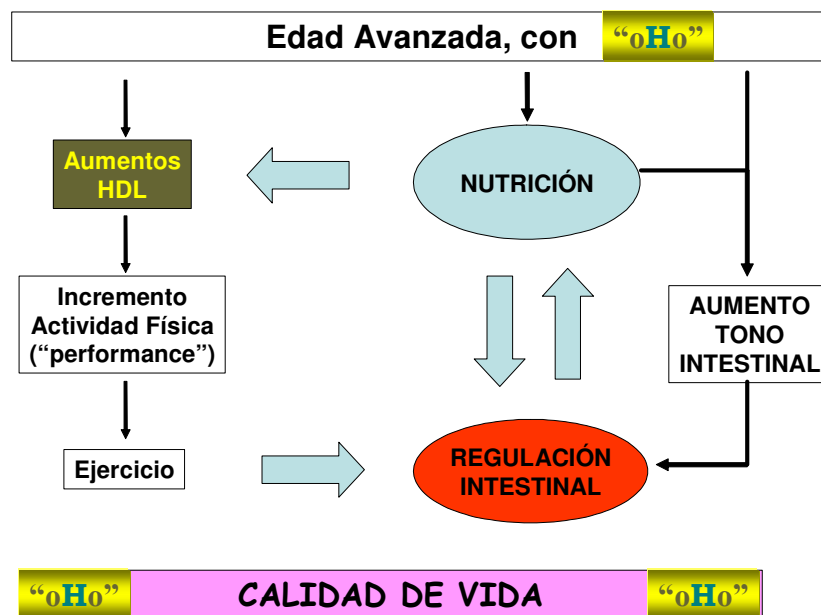 Edad Avanzada, con “oHo”
Aumentos
HDL
NUTRICIÓN
Incremento
Actividad Física
(“performance”)
AUMENTO
TONO
INTESTINAL
Ejercicio
REGULACIÓN
INTESTINAL
“oHo” CALIDAD DE VIDA “oHo”